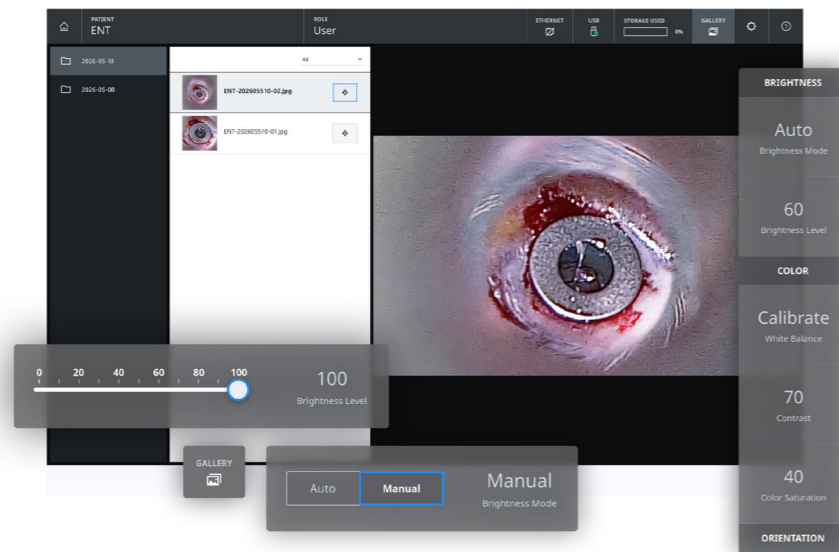 PATIENT
ENT
ROLE
User
ETHERNET
USB
STORAGE USED
0%
GALLERY
?
2026-05-10
2026-05-08
All
ENT-202605510-02.jpg
ENT-202605510-01.jpg
BRIGHTNESS
Auto
Brightness Mode
60
Brightness Level
COLOR
Calibrate
White Balance
70
Contrast
40
Color Saturation
ORIENTATION
0 20 40 60 80 100
100
Brightness Level
GALLERY
Auto
Manual
Manual
Brightness Mode